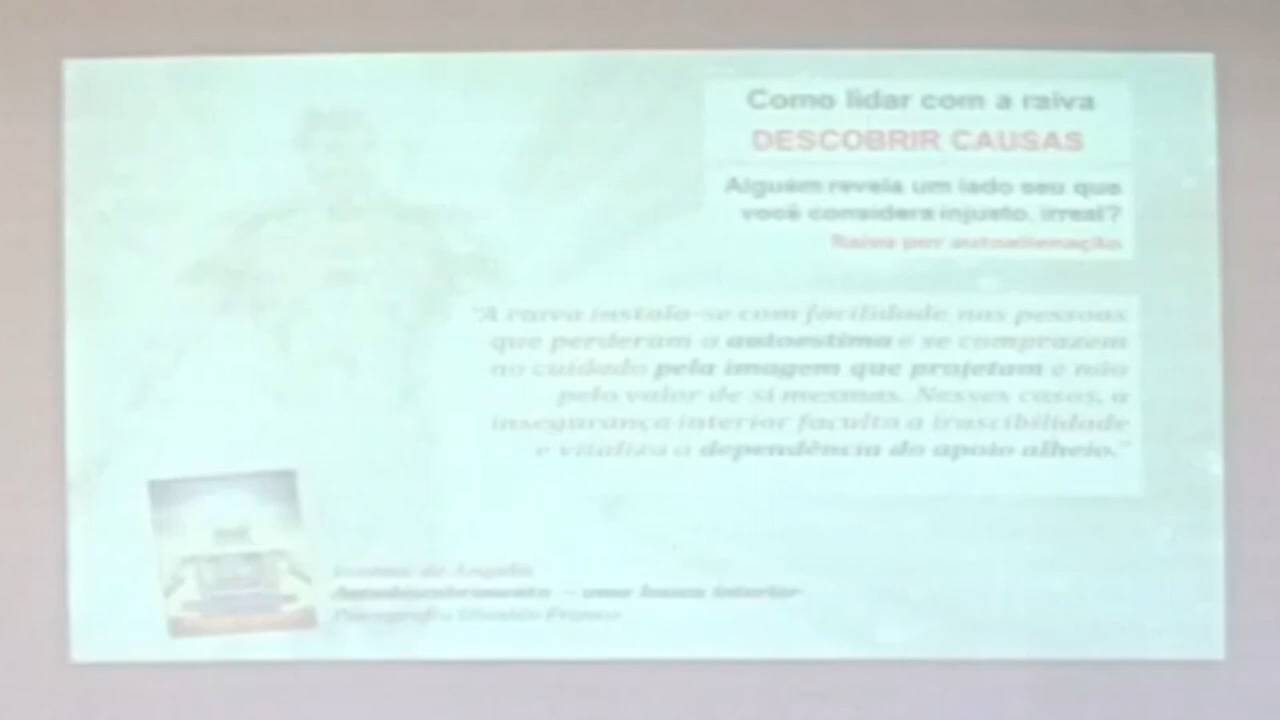 Como lidar com a raiva
DESCOBRIR CAUSAS
Alguém revela um lado seu que
você considera injusto, irreal?
Raiva por autoalienação
"A raiva instala-se com facilidade nas pessoas
que perderam a autoestima e se comprazem
no cuidado pela imagem que projetam e não
pelo valor de si mesmas. Nesses casos, a
insegurança interior faculta a irascibilidade
e vitaliza a dependência do apoio alheio."
Joanna de Ângelis
Autodescobrimento – uma busca interior
Psicografia Divaldo Franco